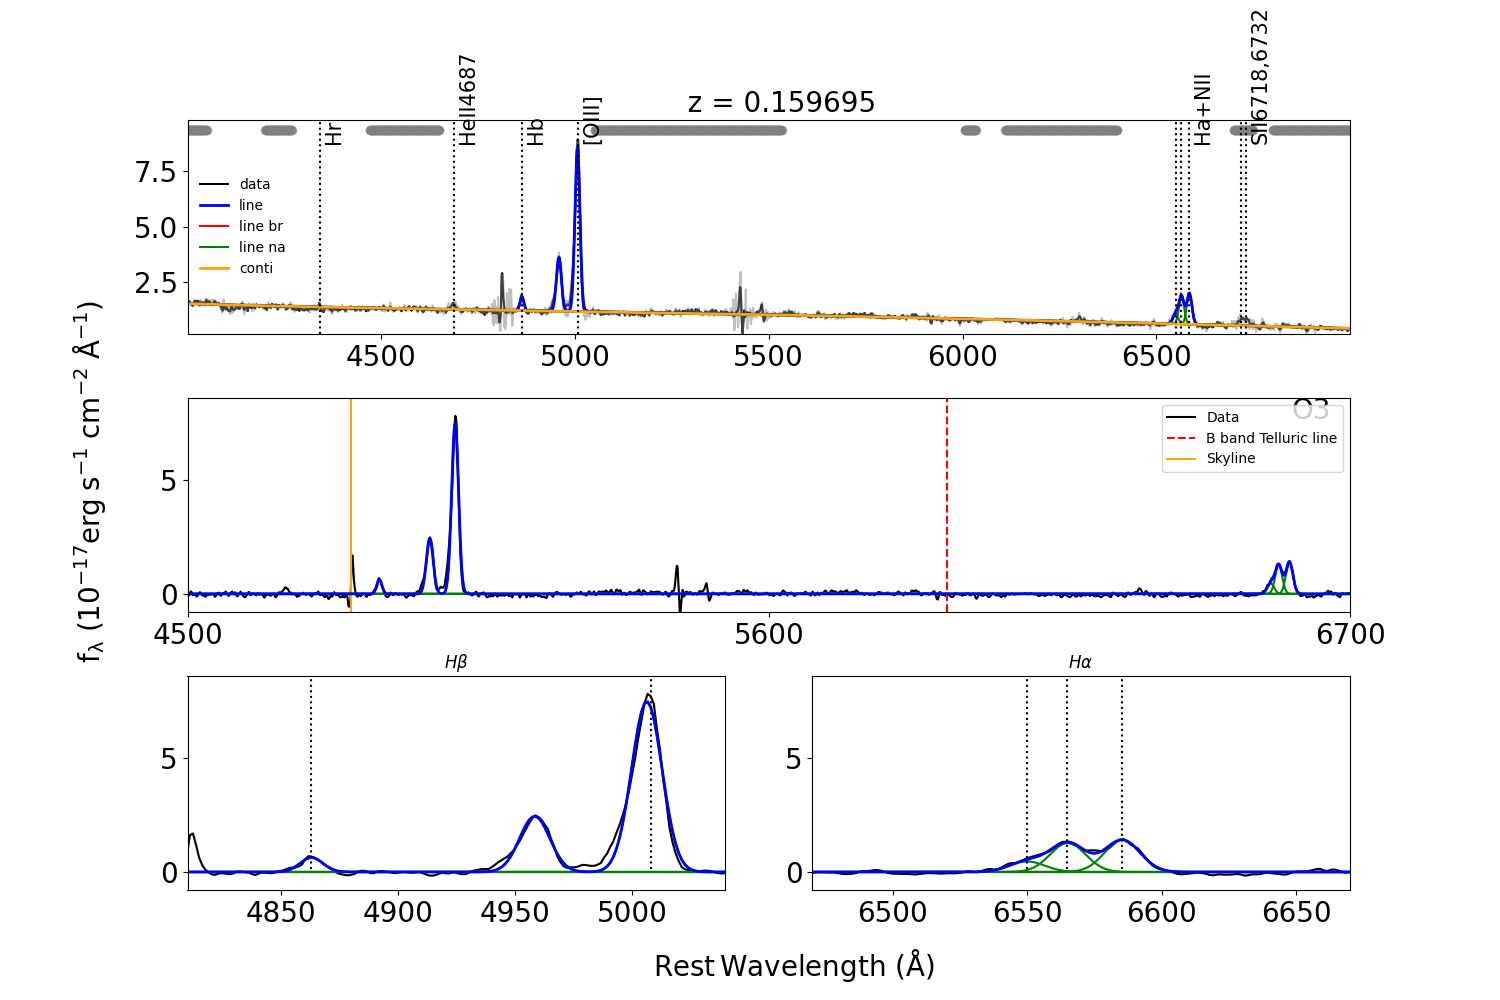 z = 0.159695
Hr
HeII4687
Hb
[OIII]
Ha+NII
SII6718,6732
7.5
5.0
2.5
data
line
line br
line na
conti
4500
5000
5500
6000
6500
fλ (10−17erg s−1 cm−2 Å−1)
O3
Data
B band Telluric line
Skyline
5
0
4500
5600
6700
Hβ
5
0
4850
4900
4950
5000
Hα
5
0
6500
6550
6600
6650
Rest Wavelength (Å)